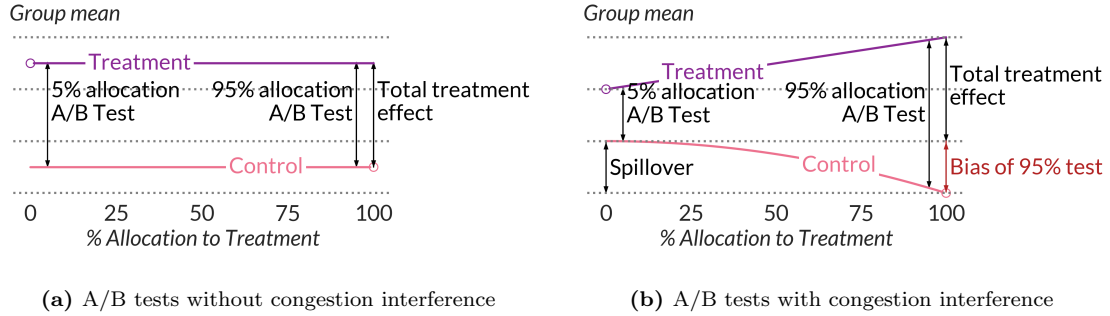 Group mean
Treatment
5% allocation
A/B Test
95% allocation
A/B Test
Total treatment
effect
Control
0 25 50 75 100
% Allocation to Treatment
(a) A/B tests without congestion interference
Group mean
Treatment
5% allocation
A/B Test
95% allocation
A/B Test
Total treatment
effect
Spillover
Control
Bias of 95% test
0 25 50 75 100
% Allocation to Treatment
(b) A/B tests with congestion interference